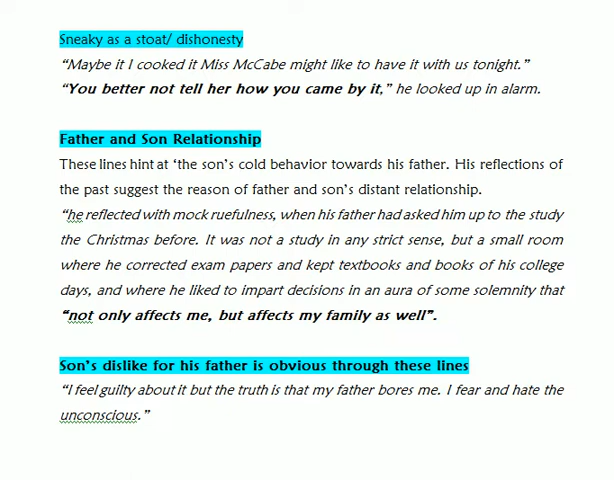 Sneaky as a stoat/ dishonesty
“Maybe it I cooked it Miss McCabe might like to have it with us tonight.”
“You better not tell her how you came by it,” he looked up in alarm.
Father and Son Relationship
These lines hint at ‘the son’s cold behavior towards his father. His reflections of
the past suggest the reason of father and son’s distant relationship.
“he reflected with mock ruefulness, when his father had asked him up to the study
the Christmas before. It was not a study in any strict sense, but a small room
where he corrected exam papers and kept textbooks and books of his college
days, and where he liked to impart decisions in an aura of some solemnity that
“not only affects me, but affects my family as well”.
Son’s dislike for his father is obvious through these lines
“I feel guilty about it but the truth is that my father bores me. I fear and hate the
unconscious.”